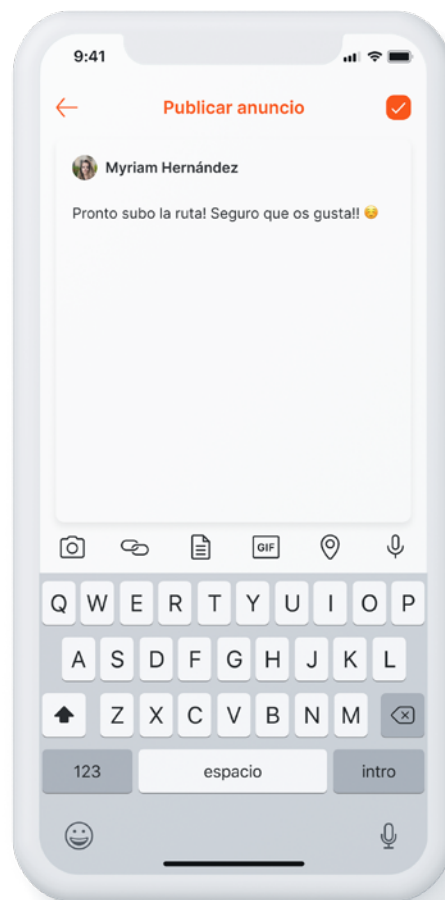 9:41
Publicar anuncio
Myriam Hernández
Pronto subo la ruta! Seguro que os gusta!! ☺️
GIF
Q W E R T Y U I O P
A S D F G H J K L
Z X C V B N M
123 espacio intro